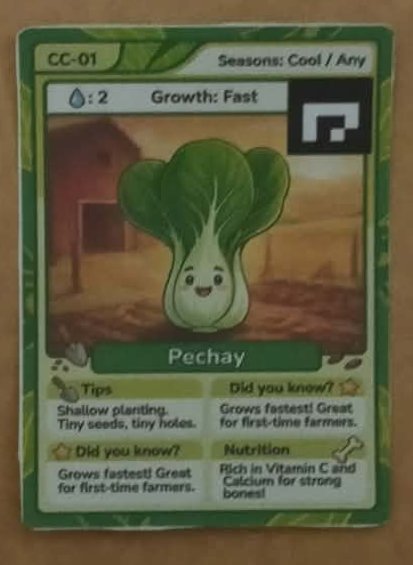 CC-01
Seasons: Cool / Any
: 2
Growth: Fast
Pechay
Tips
Shallow planting.
Tiny seeds, tiny holes.
Did you know?
Grows fastest! Great
for first-time farmers.
Did you know?
Grows fastest! Great
for first-time farmers.
Nutrition
Rich in Vitamin C and
Calcium for strong
bones!